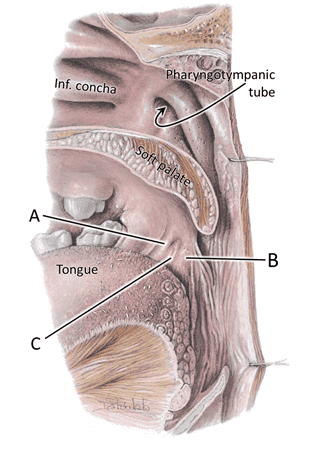 Pharyngotympanic
tube
Inf. concha
Soft palate
A
B
Tongue
C